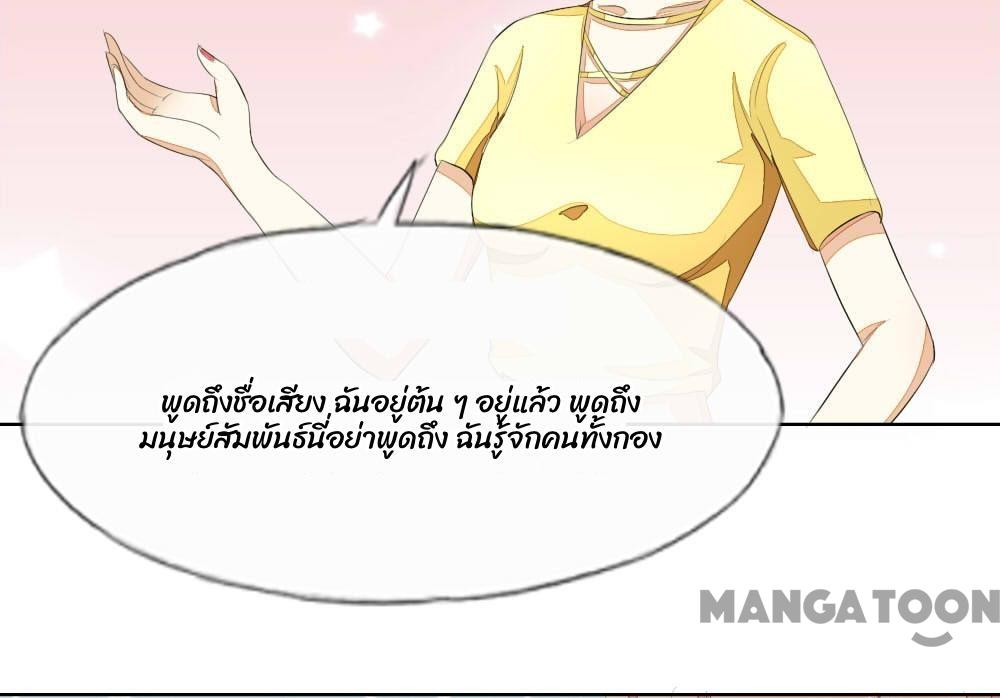 พูดถึงชื่อเสียง ฉันอยู่ต้น ๆ อยู่แล้ว พูดถึง
มนุษย์สัมพันธ์นี่อย่าพูดถึง ฉันรู้จักคนทั้งกอง
MANGATOON